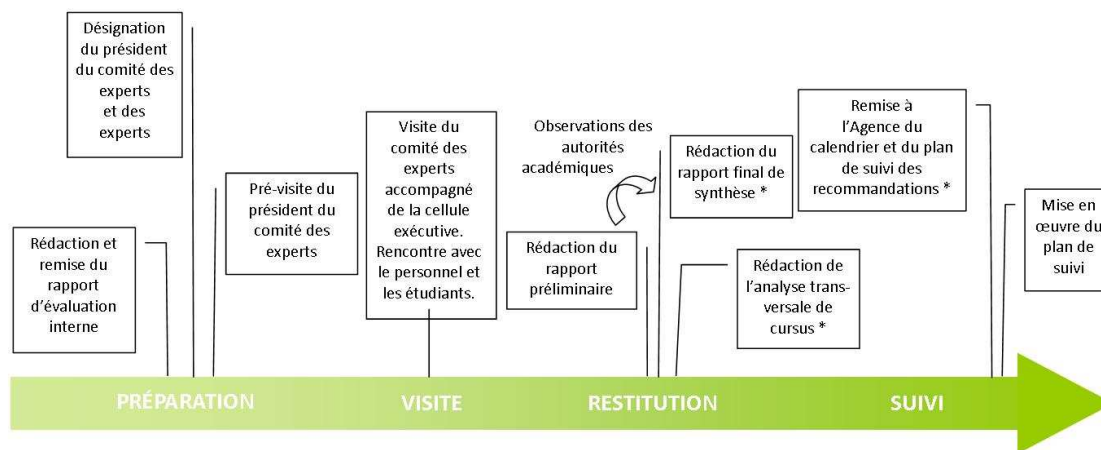 Désignation
du président
du comité des
experts
et des
experts
Rédaction et
remise du
rapport
d'évaluation
interne
Pré-visite du
président du
comité des
experts
Visite du
comité des
experts
accompagné
de la cellule
exécutive.
Rencontre avec
le personnel et
les étudiants.
Observations des
autorités
académiques
Rédaction du
rapport
préliminaire
Rédaction du
rapport final de
synthèse *
Rédaction de
l'analyse trans-
versale de
cursus *
Remise à
l'Agence du
calendrier et du plan
de suivi des
recommandations *
Mise en
œuvre du
plan de
suivi
PRÉPARATION
VISITE
RESTITUTION
SUIVI